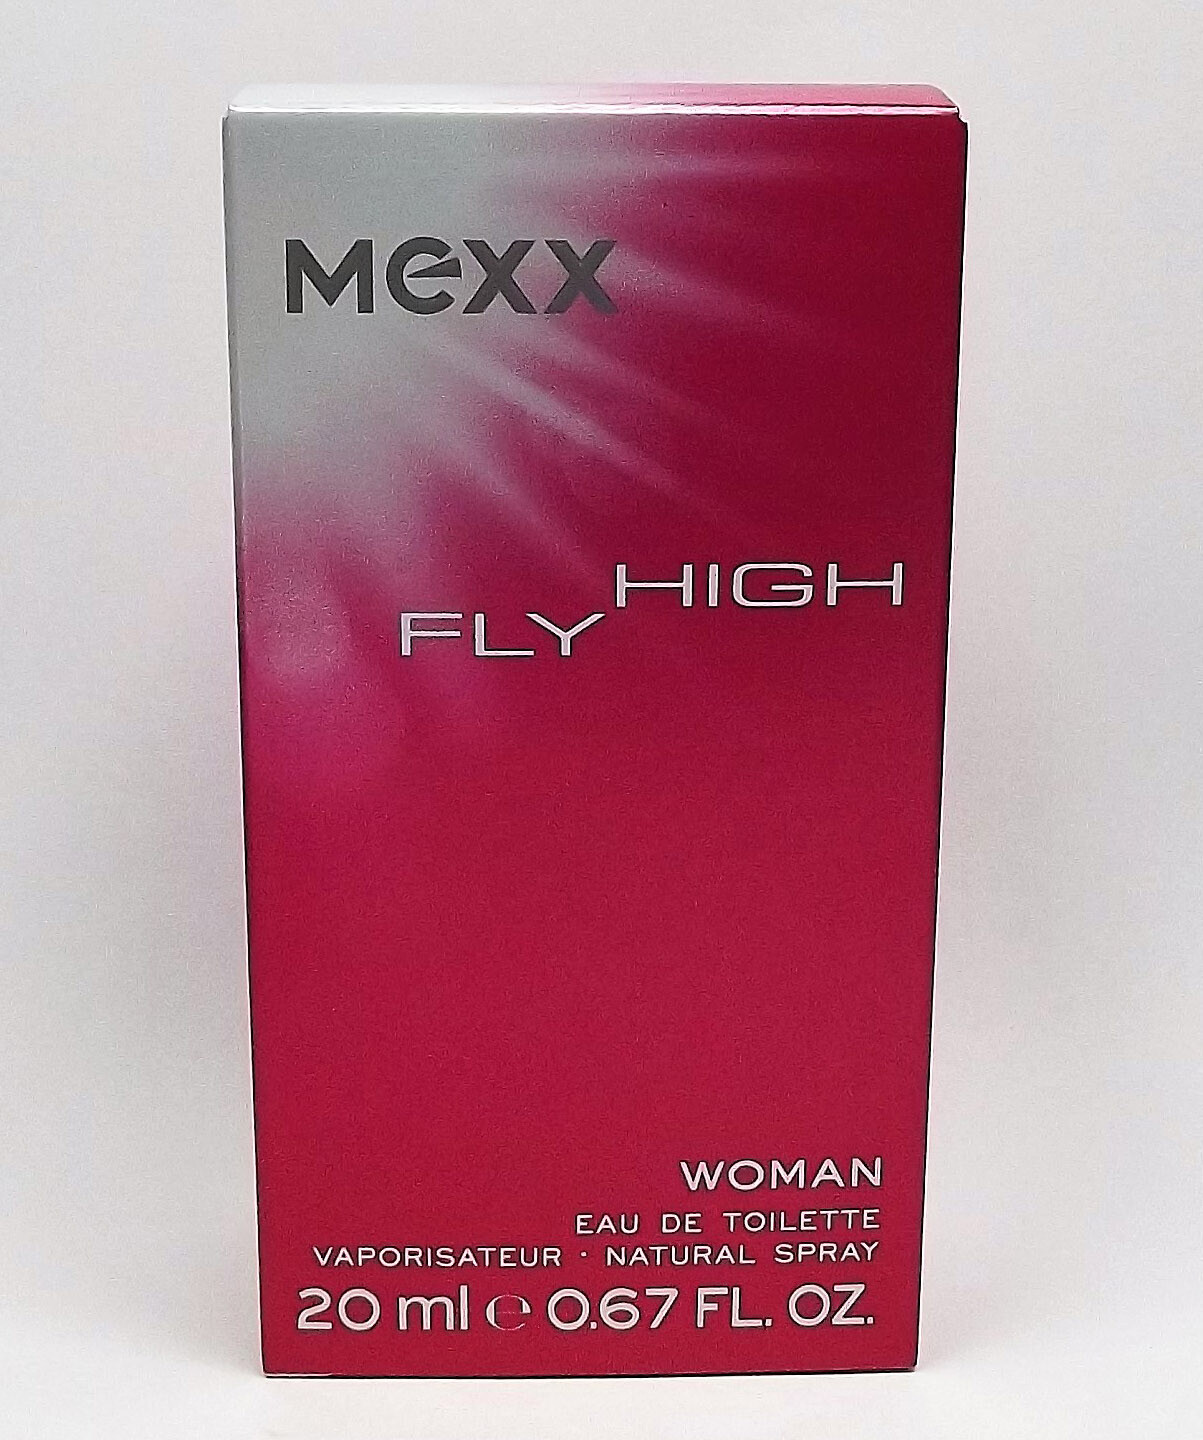 Mexx
FLY HIGH
WOMAN
EAU DE TOILETTE
VAPORISATEUR · NATURAL SPRAY
20 ml ℮ 0.67 FL. OZ.